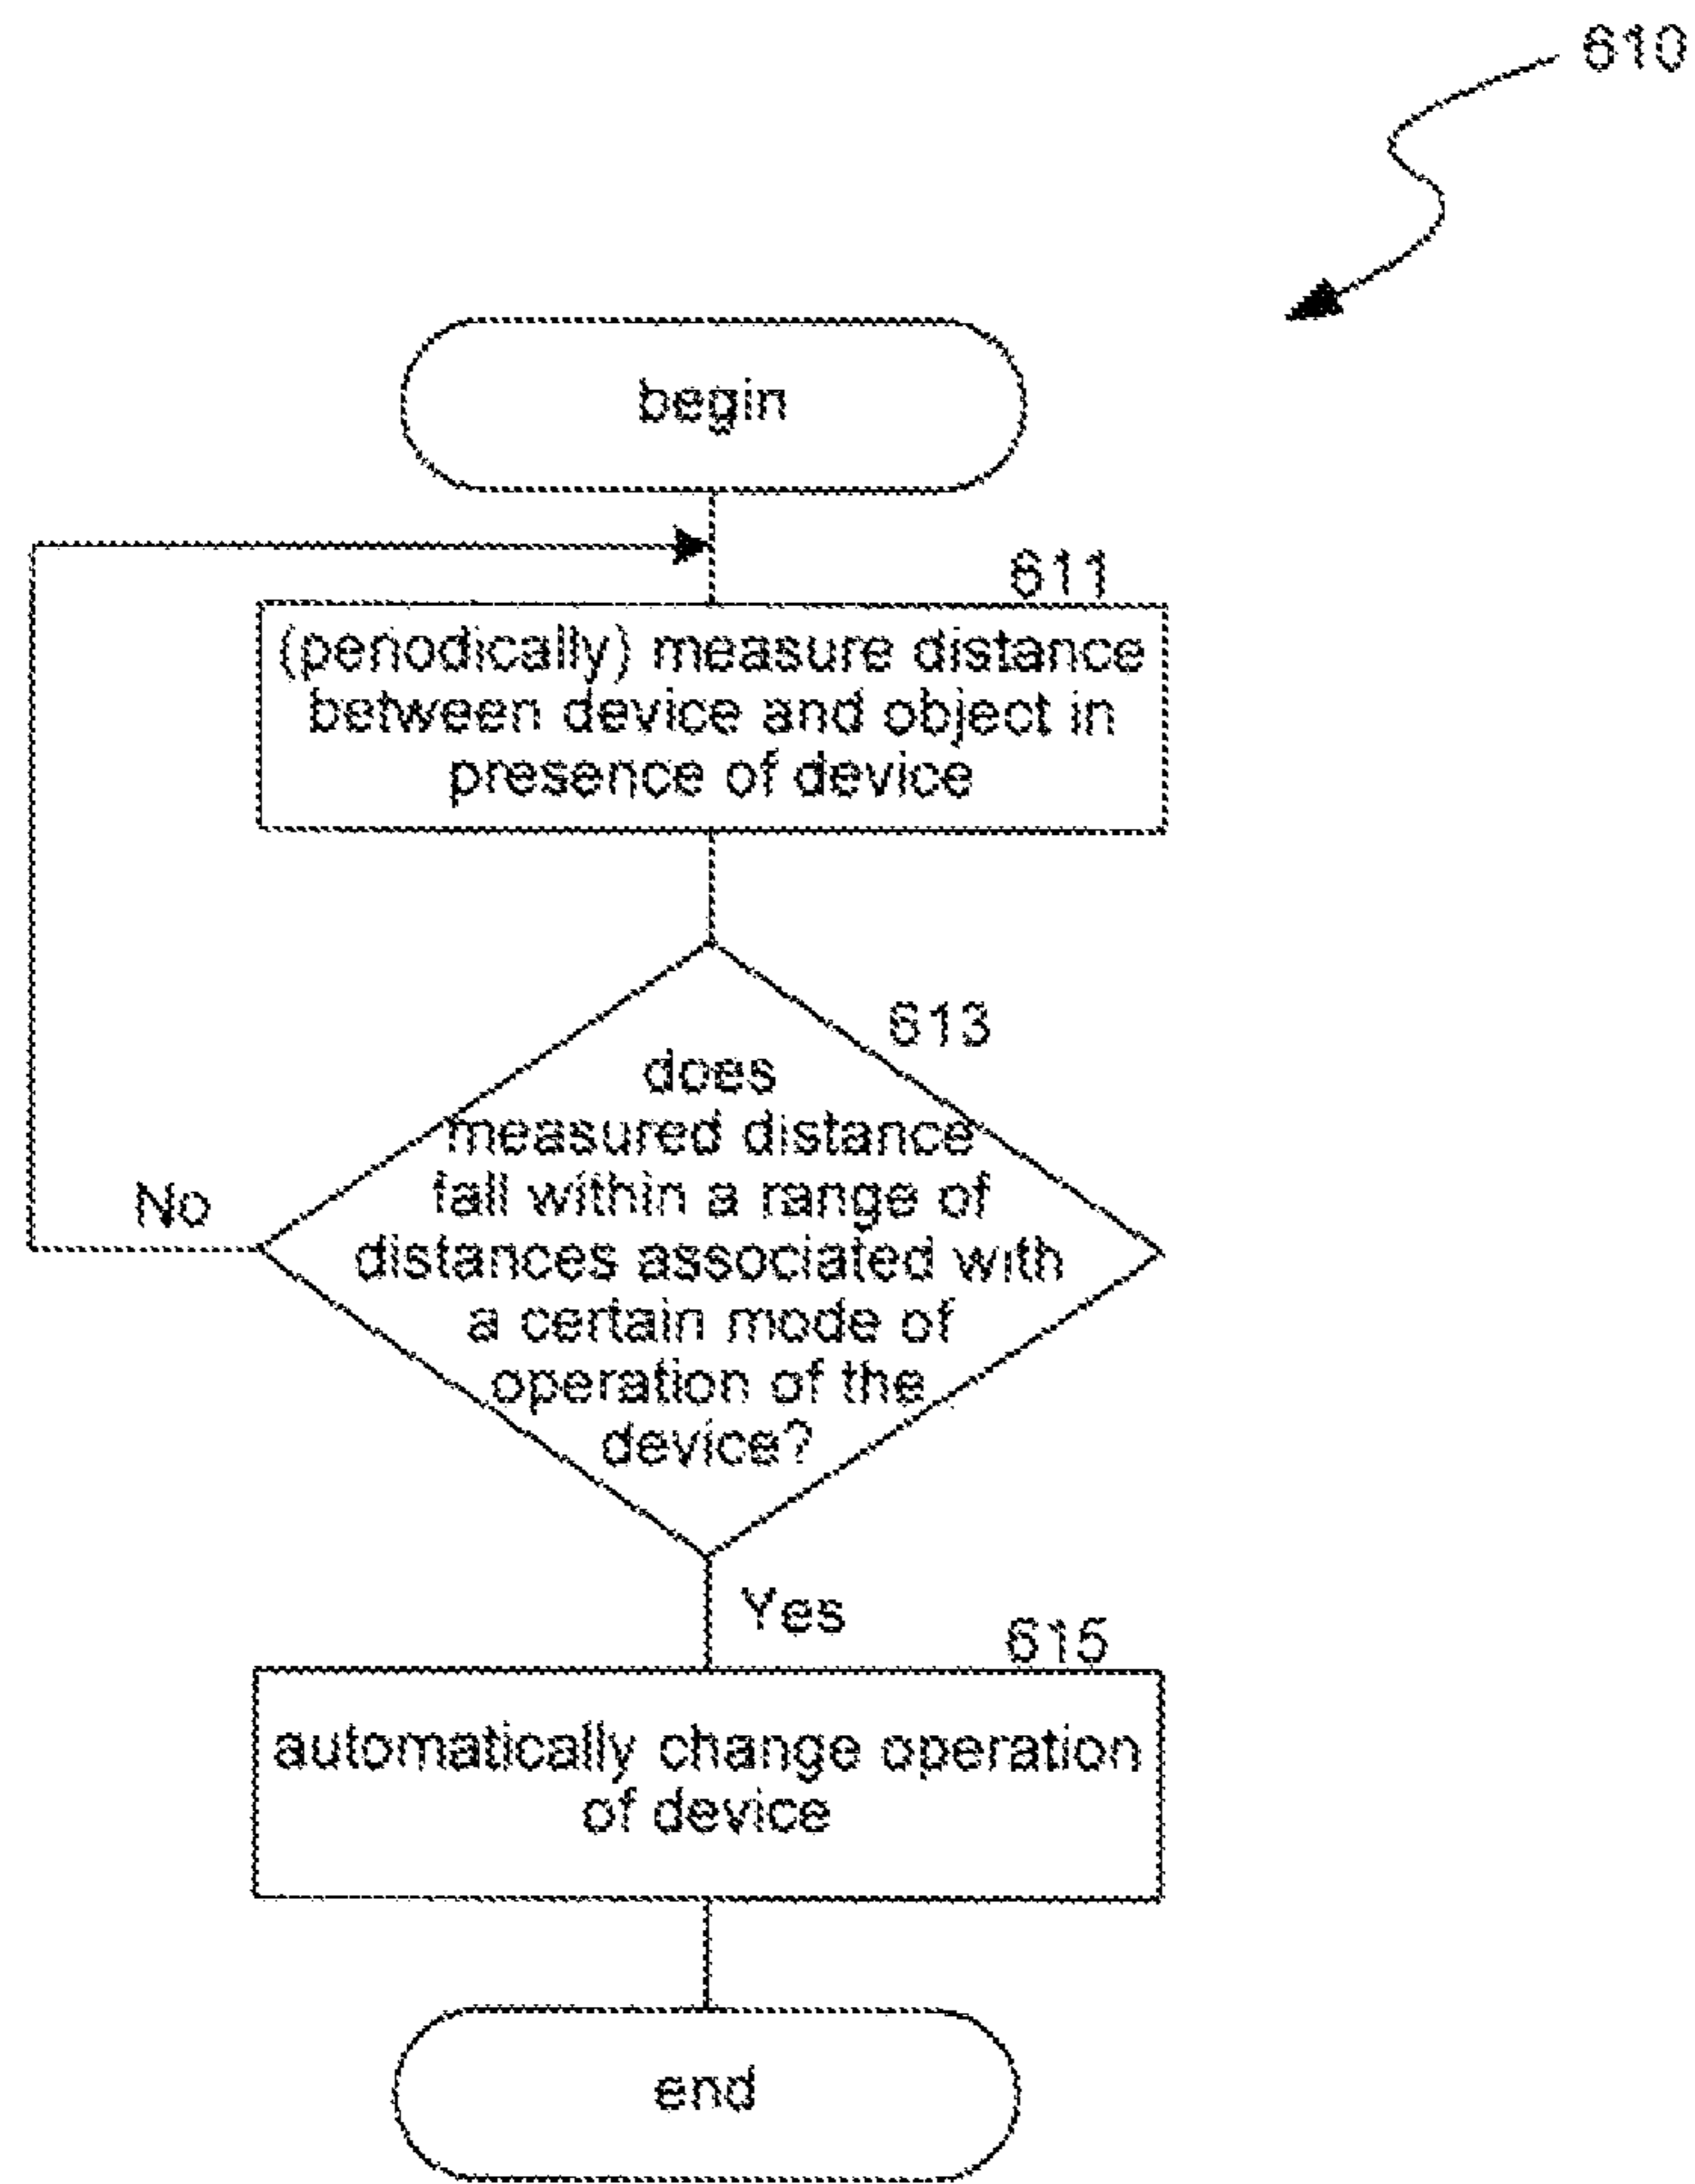 610
begin
611
(periodically) measure distance
between device and object in
presence of device
613
does
measured distance
fall within a range of
distances associated with
a certain mode of
operation of the
device?
No
Yes
615
automatically change operation
of device
end